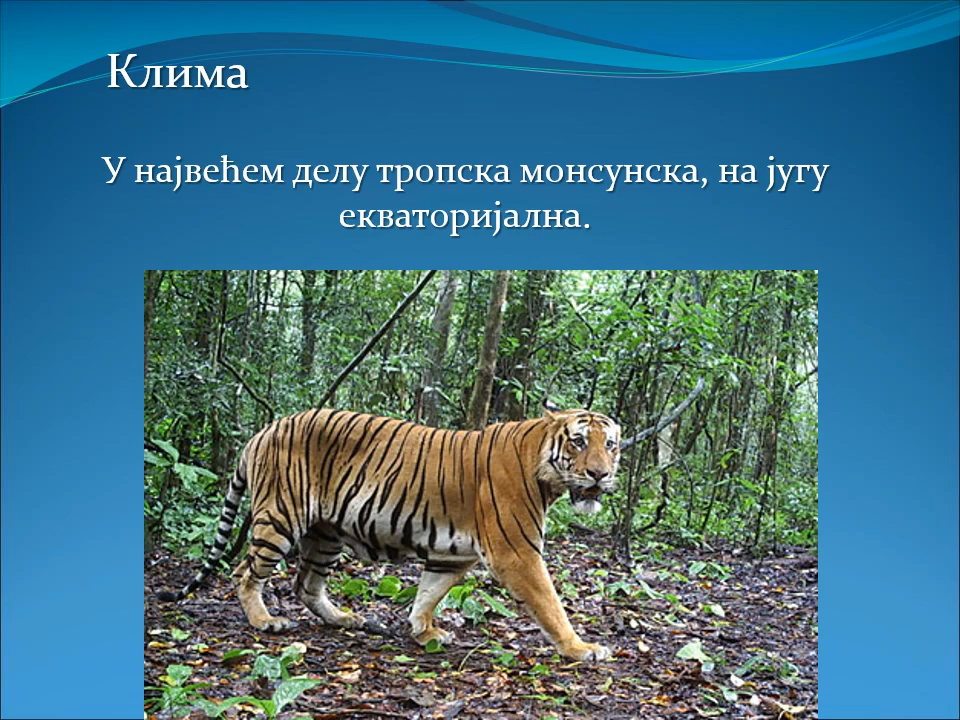 Клима
У највећем делу тропска монсунска, на југу
екваторијална.